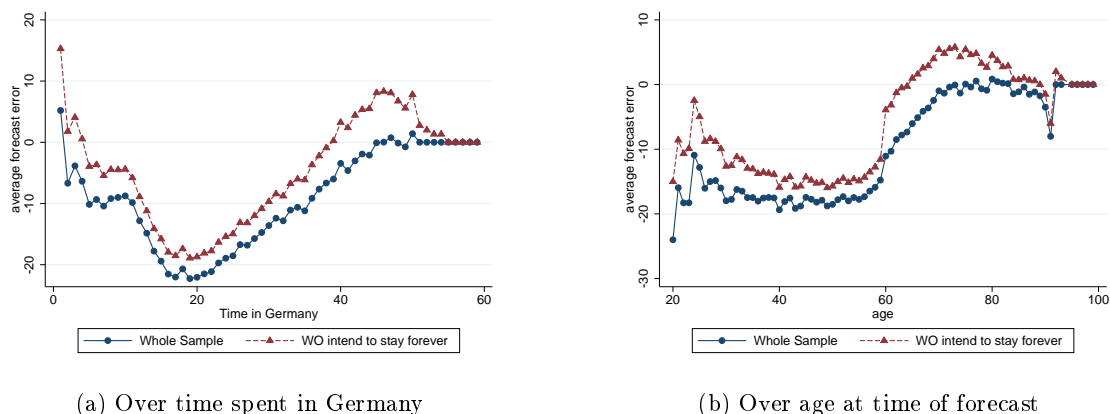 20
10
0
-10
-20
average forecast error
0
20
40
60
Time in Germany
Whole Sample
WO intend to stay forever
(a) Over time spent in Germany
10
0
-10
-20
-30
average forecast error
20
40
60
80
100
age
Whole Sample
WO intend to stay forever
(b) Over age at time of forecast